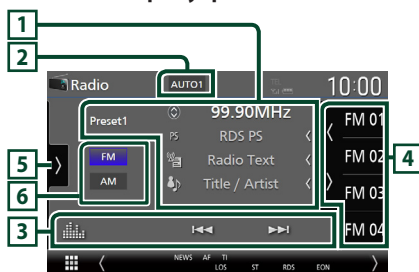 1
2
Radio
AUTO1
10:00
Preset1
99.90MHz
FM 01
PS
RDS PS
FM 02
4
5
FM
Radio Text
6
AM
Title / Artist
FM 03
3
FM 04
NEWS
AF
TI
LOS
ST
RDS
EON